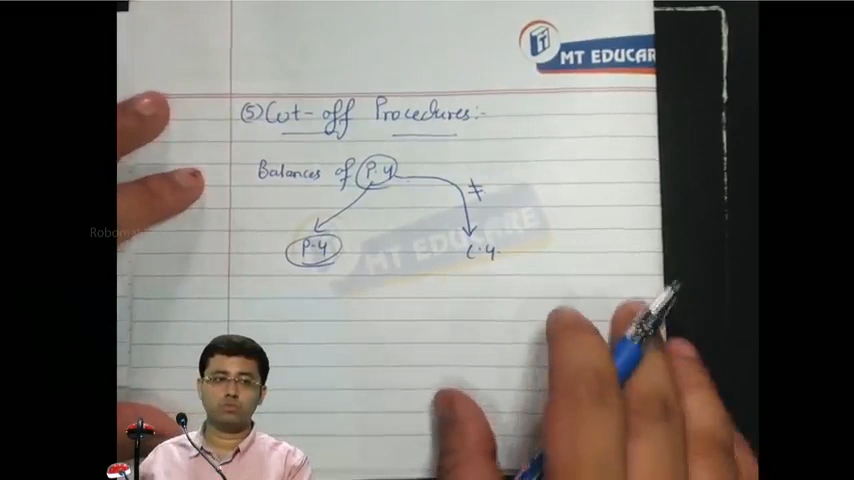 MT EDUCARE
⑤ Cut-off Procedures:-
Balances of P.Y
≠
MT EDUCARE
P.Y. C.Y.